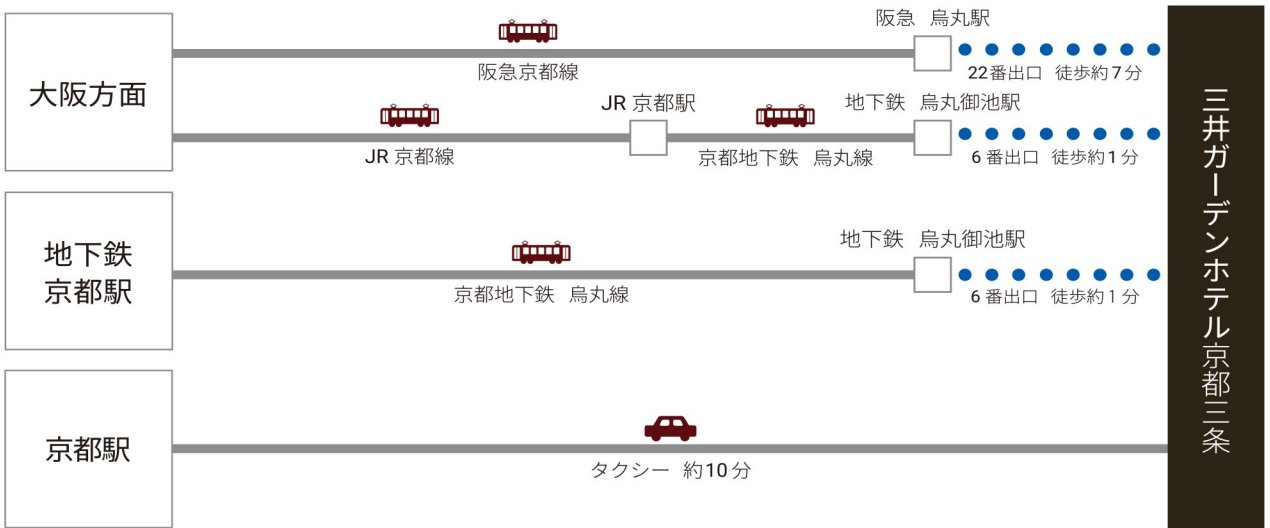 大阪方面
阪急 烏丸駅
阪急京都線
22番出口 徒歩約7分
JR 京都駅
地下鉄 烏丸御池駅
JR 京都線
京都地下鉄 烏丸線
6番出口 徒歩約1分
地下鉄
京都駅
地下鉄 烏丸御池駅
京都地下鉄 烏丸線
6番出口 徒歩約1分
京都駅
タクシー 約10分
三井ガーデンホテル京都三条